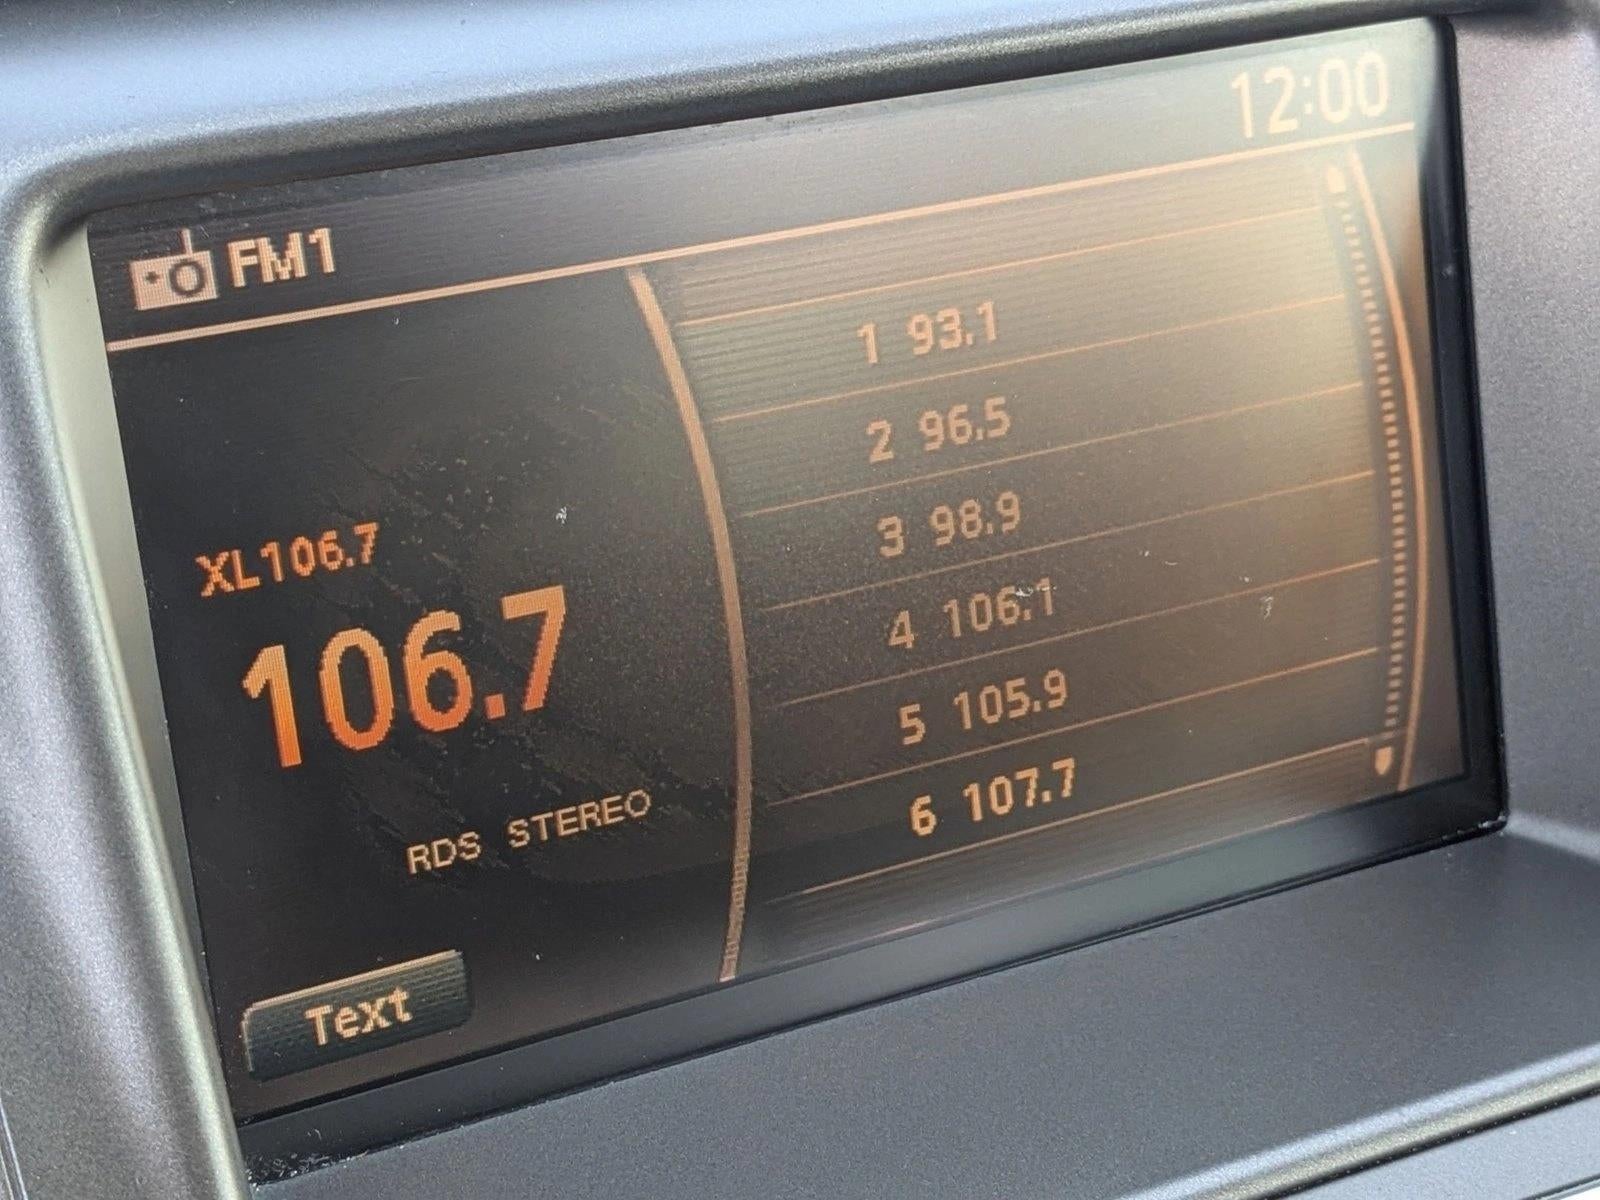 12:00
FM1
1 93.1
2 96.5
3 98.9
4 106.1
5 105.9
6 107.7
XL106.7
106.7
RDS STEREO
Text